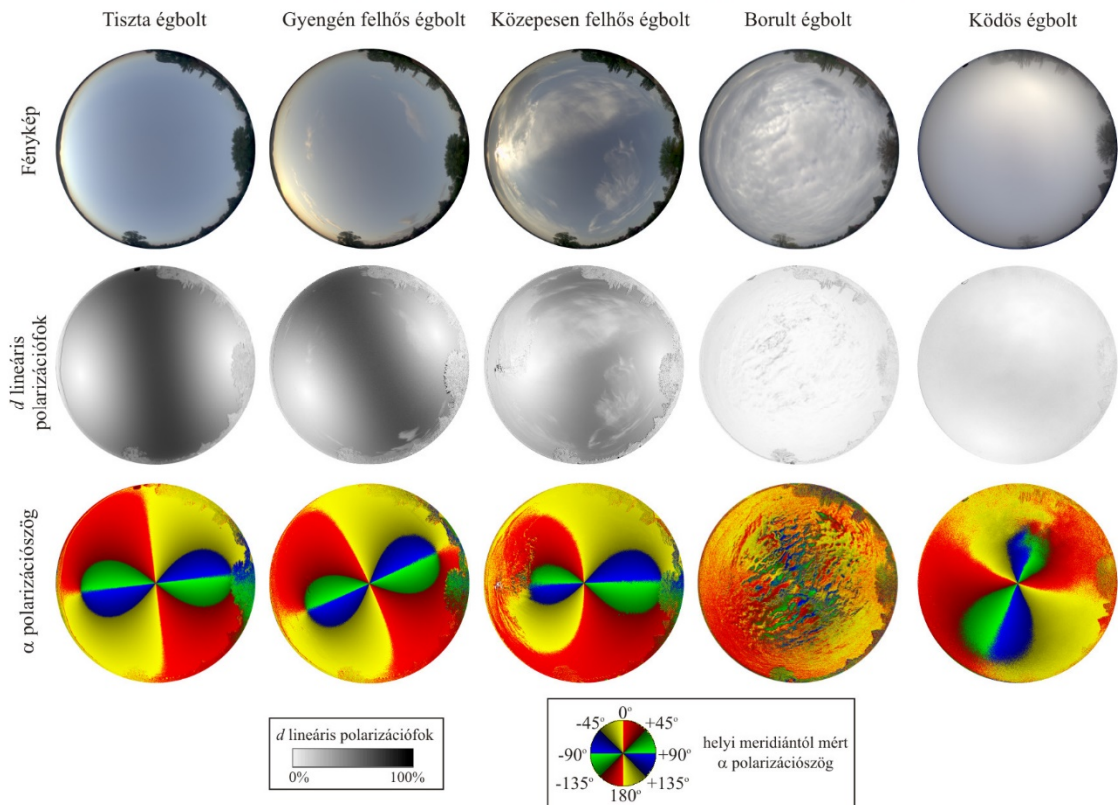 Tiszta égbolt
Gyengén felhős égbolt
Közepesen felhős égbolt
Borult égbolt
Ködös égbolt
Fénykép
d lineáris
polarizációfok
α polarizációszög
d lineáris polarizációfok
0%
100%
0°
-45°
+45°
-90°
+90°
-135°
+135°
180°
helyi meridiántól mért
α polarizációszög